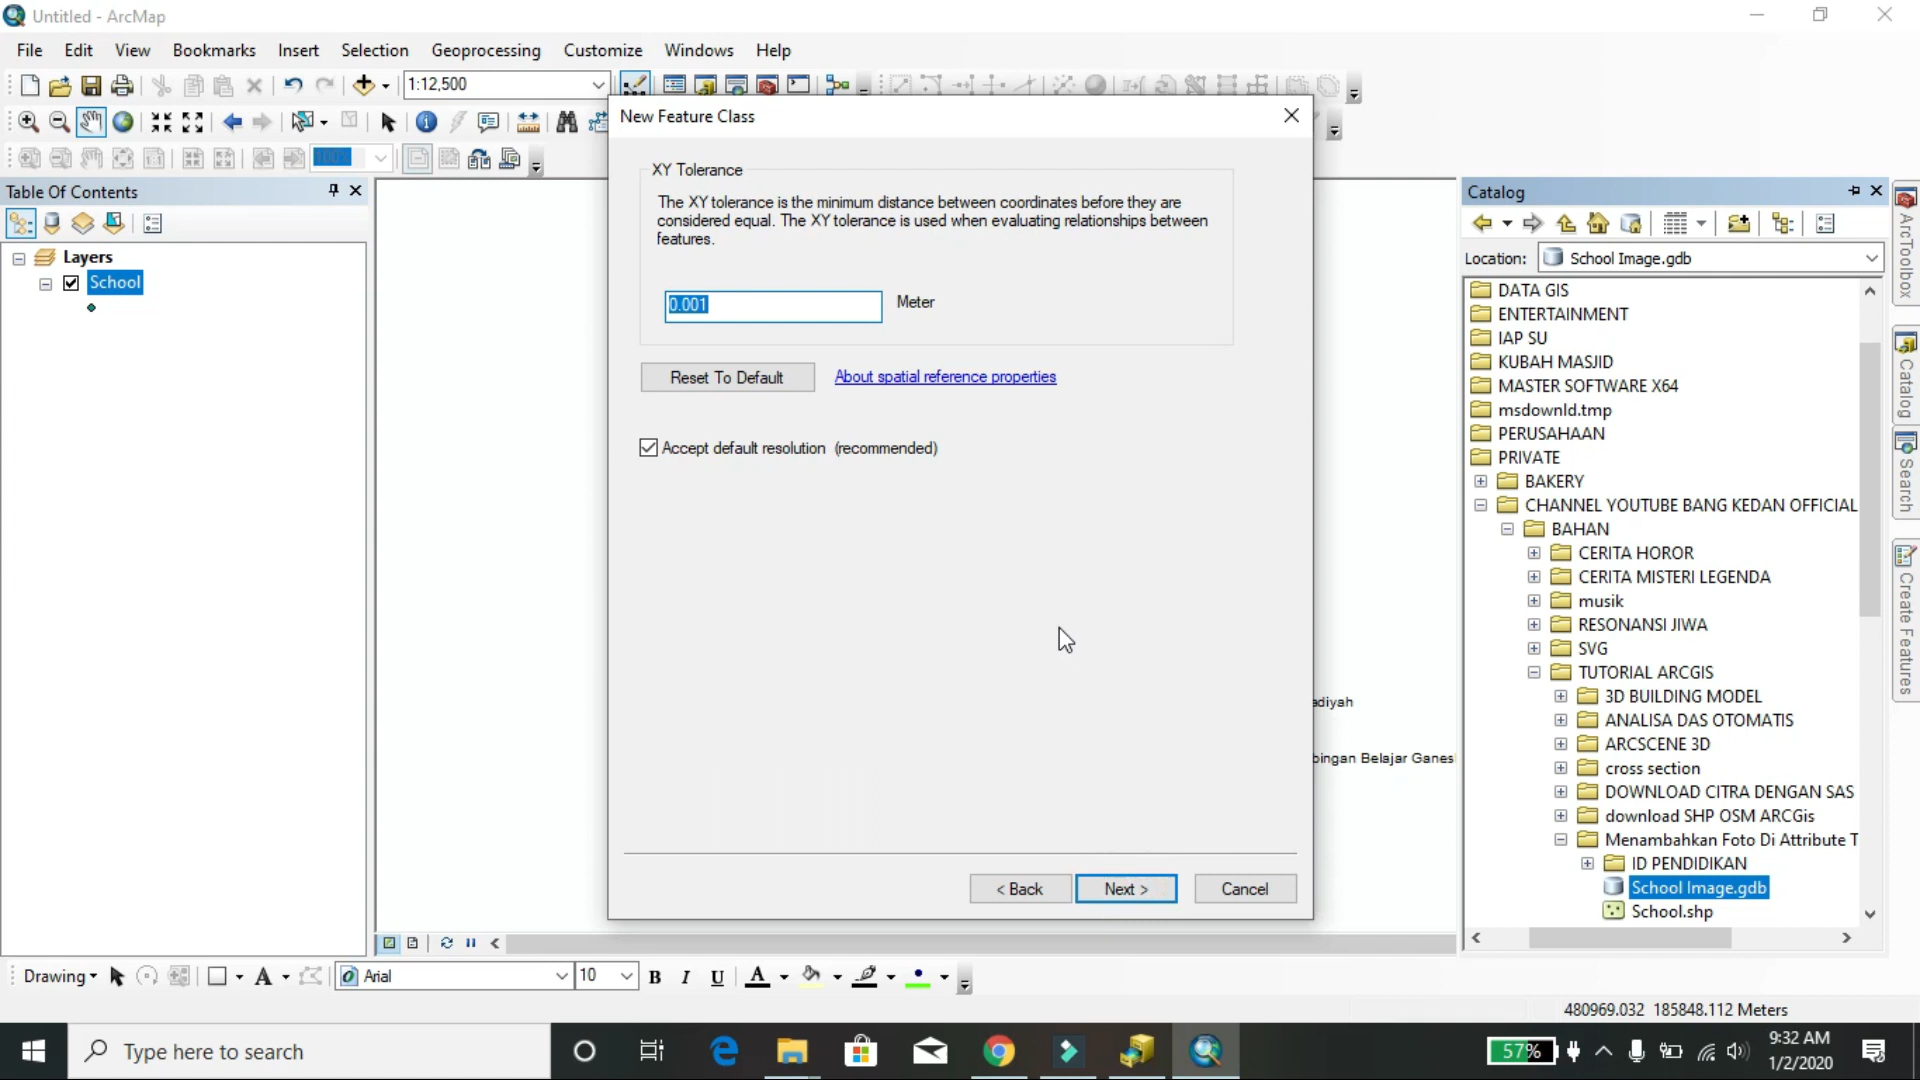 Untitled - ArcMap
File Edit View Bookmarks Insert Selection Geoprocessing Customize Windows Help
1:12,500
100%
Table Of Contents
Layers
School
New Feature Class
XY Tolerance
The XY tolerance is the minimum distance between coordinates before they are
considered equal. The XY tolerance is used when evaluating relationships between
features.
0.001 Meter
Reset To Default About spatial reference properties
Accept default resolution (recommended)
< Back Next > Cancel
adiyah
bingan Belajar Ganes
Catalog
Location: School Image.gdb
DATA GIS
ENTERTAINMENT
IAP SU
KUBAH MASJID
MASTER SOFTWARE X64
msdownld.tmp
PERUSAHAAN
PRIVATE
BAKERY
CHANNEL YOUTUBE BANG KEDAN OFFICIAL
BAHAN
CERITA HOROR
CERITA MISTERI LEGENDA
musik
RESONANSI JIWA
SVG
TUTORIAL ARCGIS
3D BUILDING MODEL
ANALISA DAS OTOMATIS
ARCSCENE 3D
cross section
DOWNLOAD CITRA DENGAN SAS
download SHP OSM ARCGis
Menambahkan Foto Di Attribute T
ID PENDIDIKAN
School Image.gdb
School.shp
ArcToolbox
Catalog
Search
Create Features
Drawing A Arial 10 B I U A
480969.032 185848.112 Meters
Type here to search
57%
9:32 AM
1/2/2020